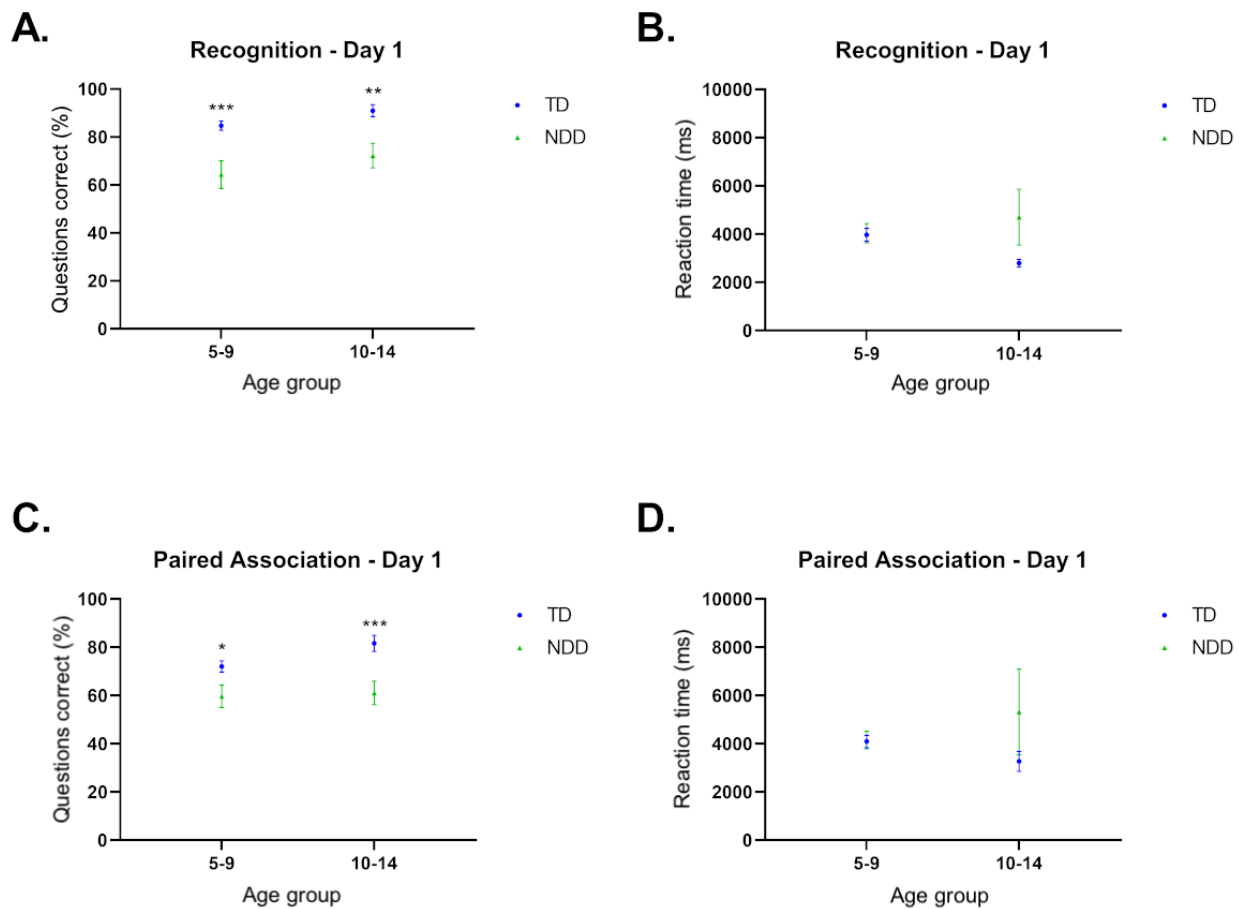 A.
Recognition - Day 1
Questions correct (%)
100
80
60
40
20
0
***
**
5-9
10-14
Age group
TD
NDD
B.
Recognition - Day 1
Reaction time (ms)
10000
8000
6000
4000
2000
0
5-9
10-14
Age group
TD
NDD
C.
Paired Association - Day 1
Questions correct (%)
100
80
60
40
20
0
*
***
5-9
10-14
Age group
TD
NDD
D.
Paired Association - Day 1
Reaction time (ms)
10000
8000
6000
4000
2000
0
5-9
10-14
Age group
TD
NDD